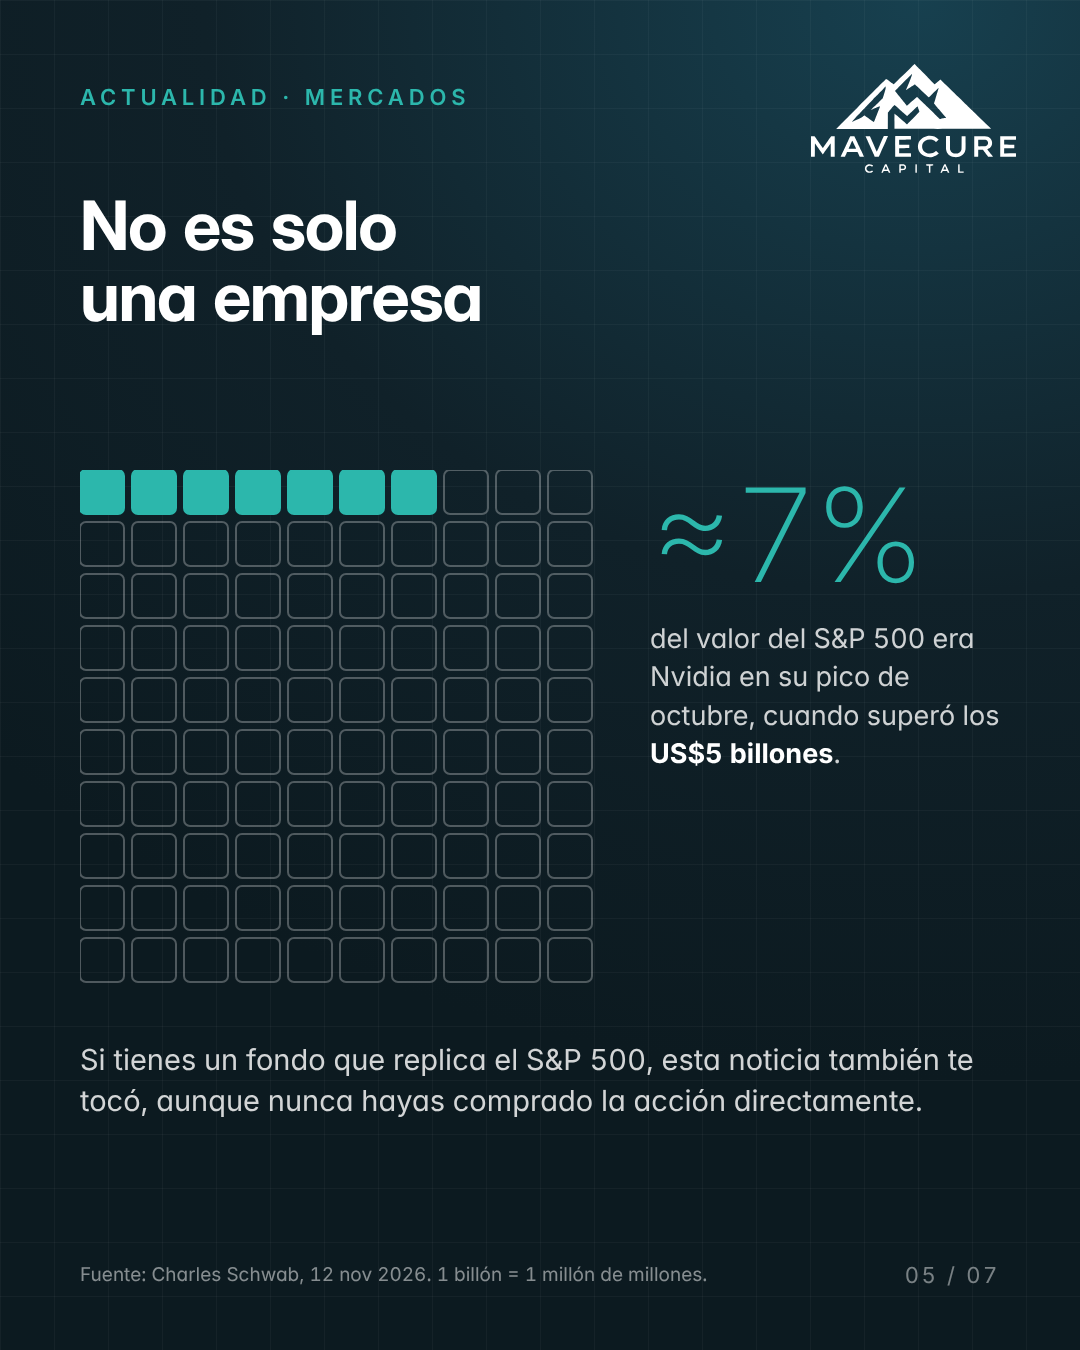 ACTUALIDAD · MERCADOS
MAVECURE
CAPITAL
No es solo
una empresa
≈7%
del valor del S&P 500 era
Nvidia en su pico de
octubre, cuando superó los
US$5 billones.
Si tienes un fondo que replica el S&P 500, esta noticia también te
tocó, aunque nunca hayas comprado la acción directamente.
Fuente: Charles Schwab, 12 nov 2026. 1 billón = 1 millón de millones.
05 / 07